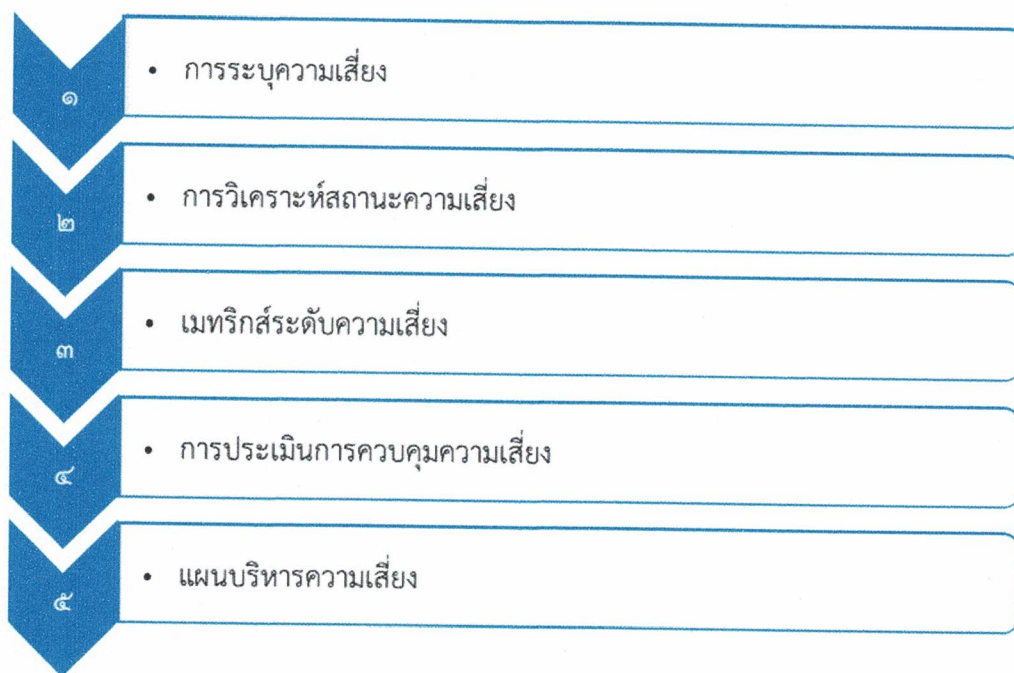 ๑
• การระบุความเสี่ยง
๒
• การวิเคราะห์สถานะความเสี่ยง
๓
• เมทริกส์ระดับความเสี่ยง
๔
• การประเมินการควบคุมความเสี่ยง
๕
• แผนบริหารความเสี่ยง